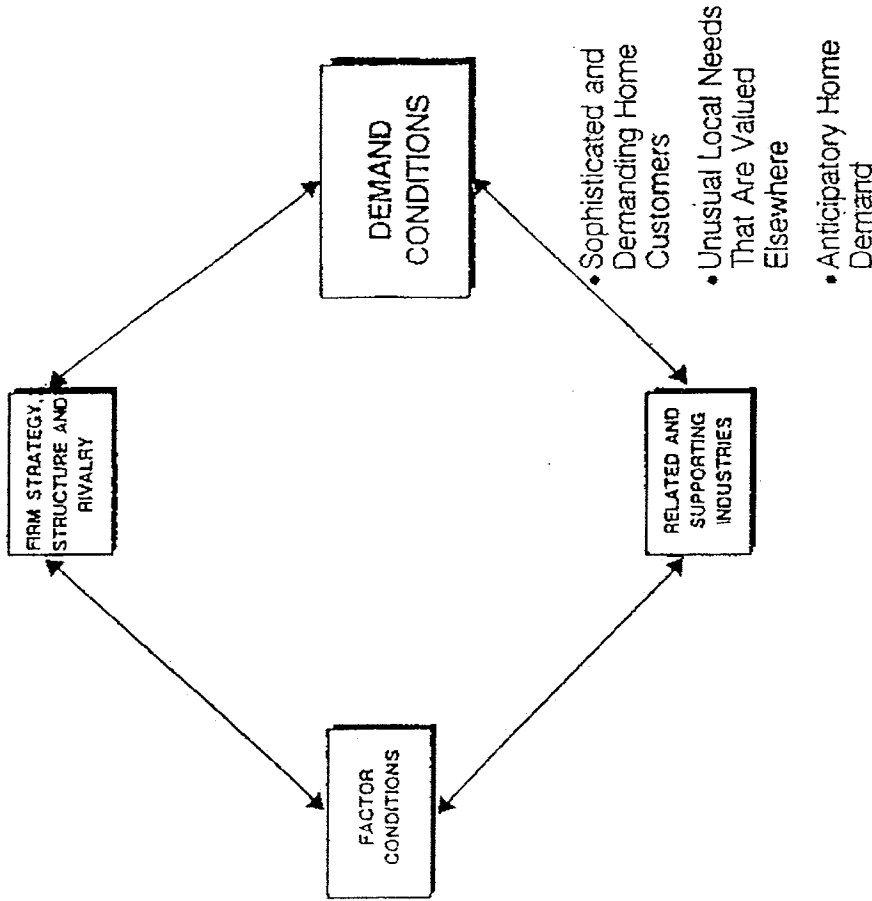 FIRM STRATEGY,
STRUCTURE AND
RIVALRY
FACTOR
CONDITIONS
DEMAND
CONDITIONS
• Sophisticated and
Demanding Home
Customers
• Unusual Local Needs
That Are Valued
Elsewhere
• Anticipatory Home
Demand
RELATED AND
SUPPORTING
INDUSTRIES